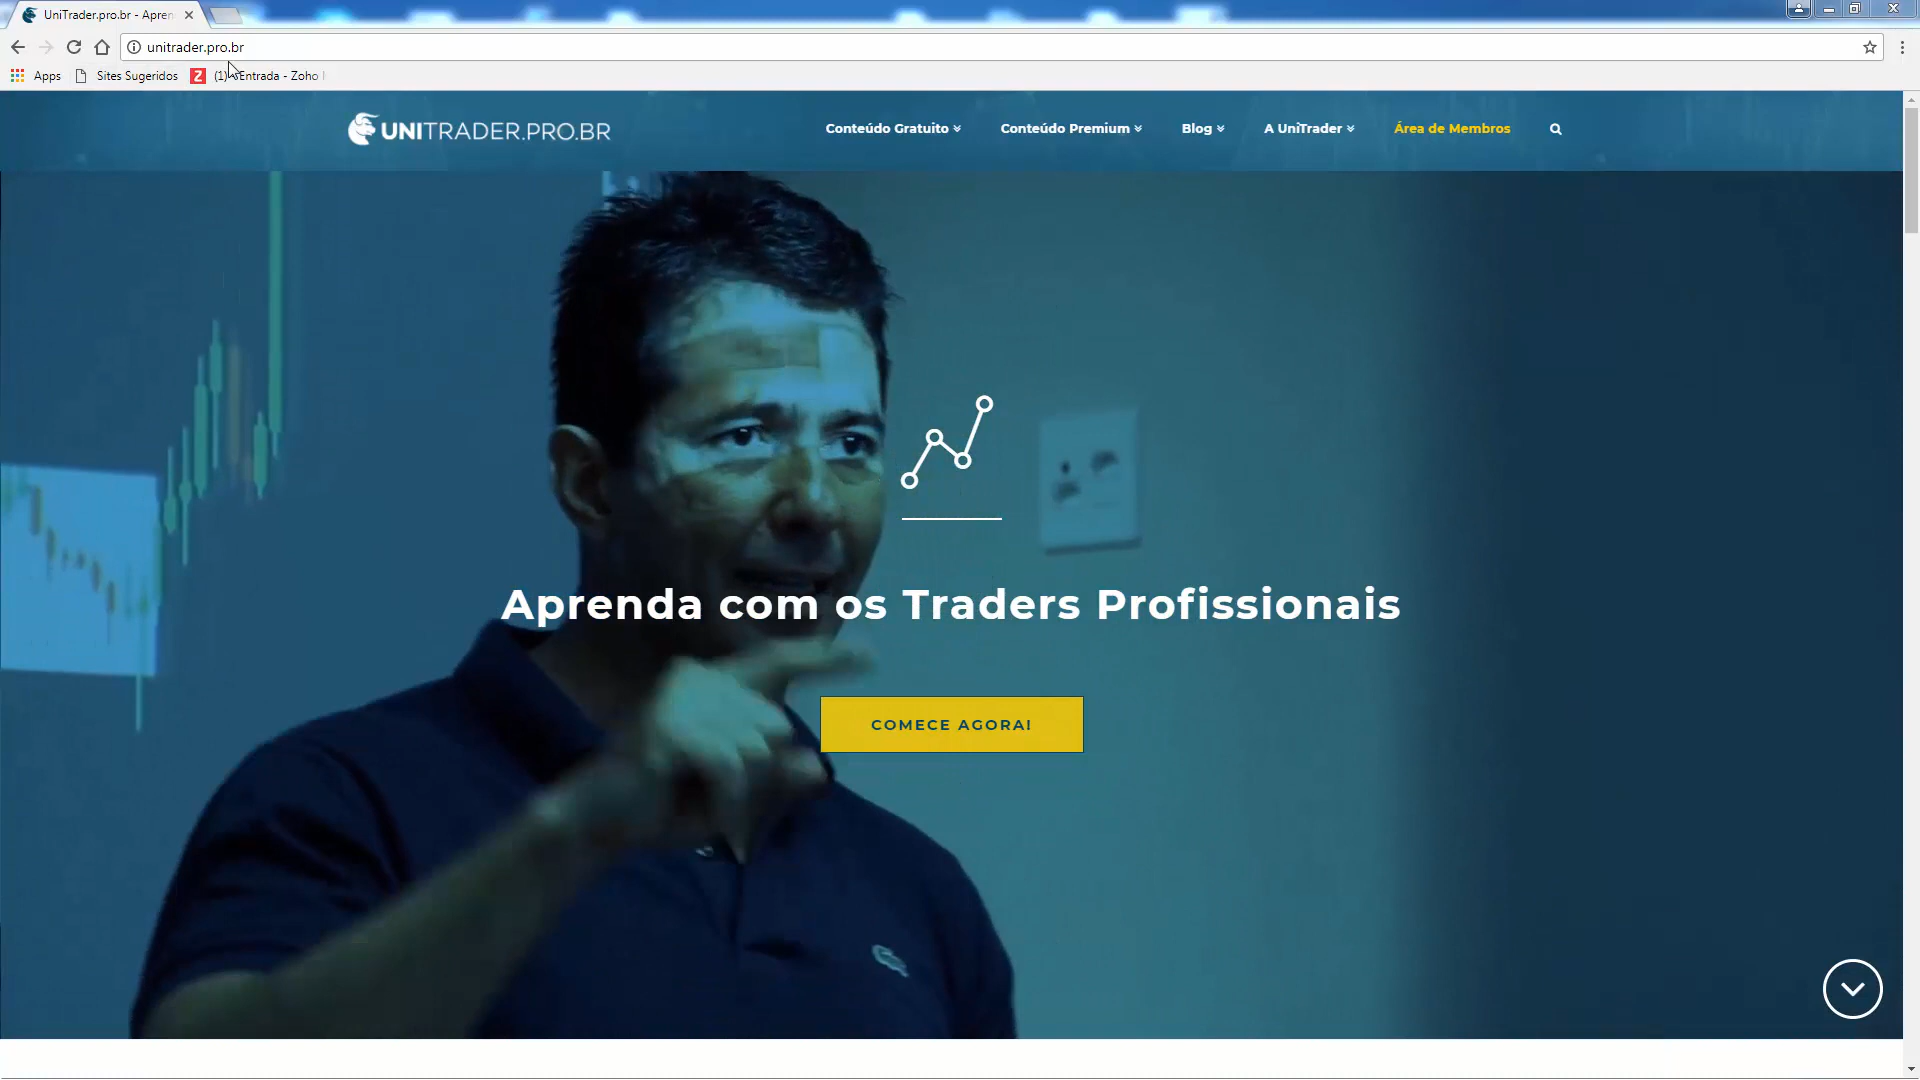 UniTrader.pro.br - Apren
unitrader.pro.br
Apps Sites Sugeridos Z (1) Entrada - Zoho
UNITRADER.PRO.BR Conteúdo Gratuito Conteúdo Premium Blog A UniTrader Área de Membros
Aprenda com os Traders Profissionais
COMECE AGORA!